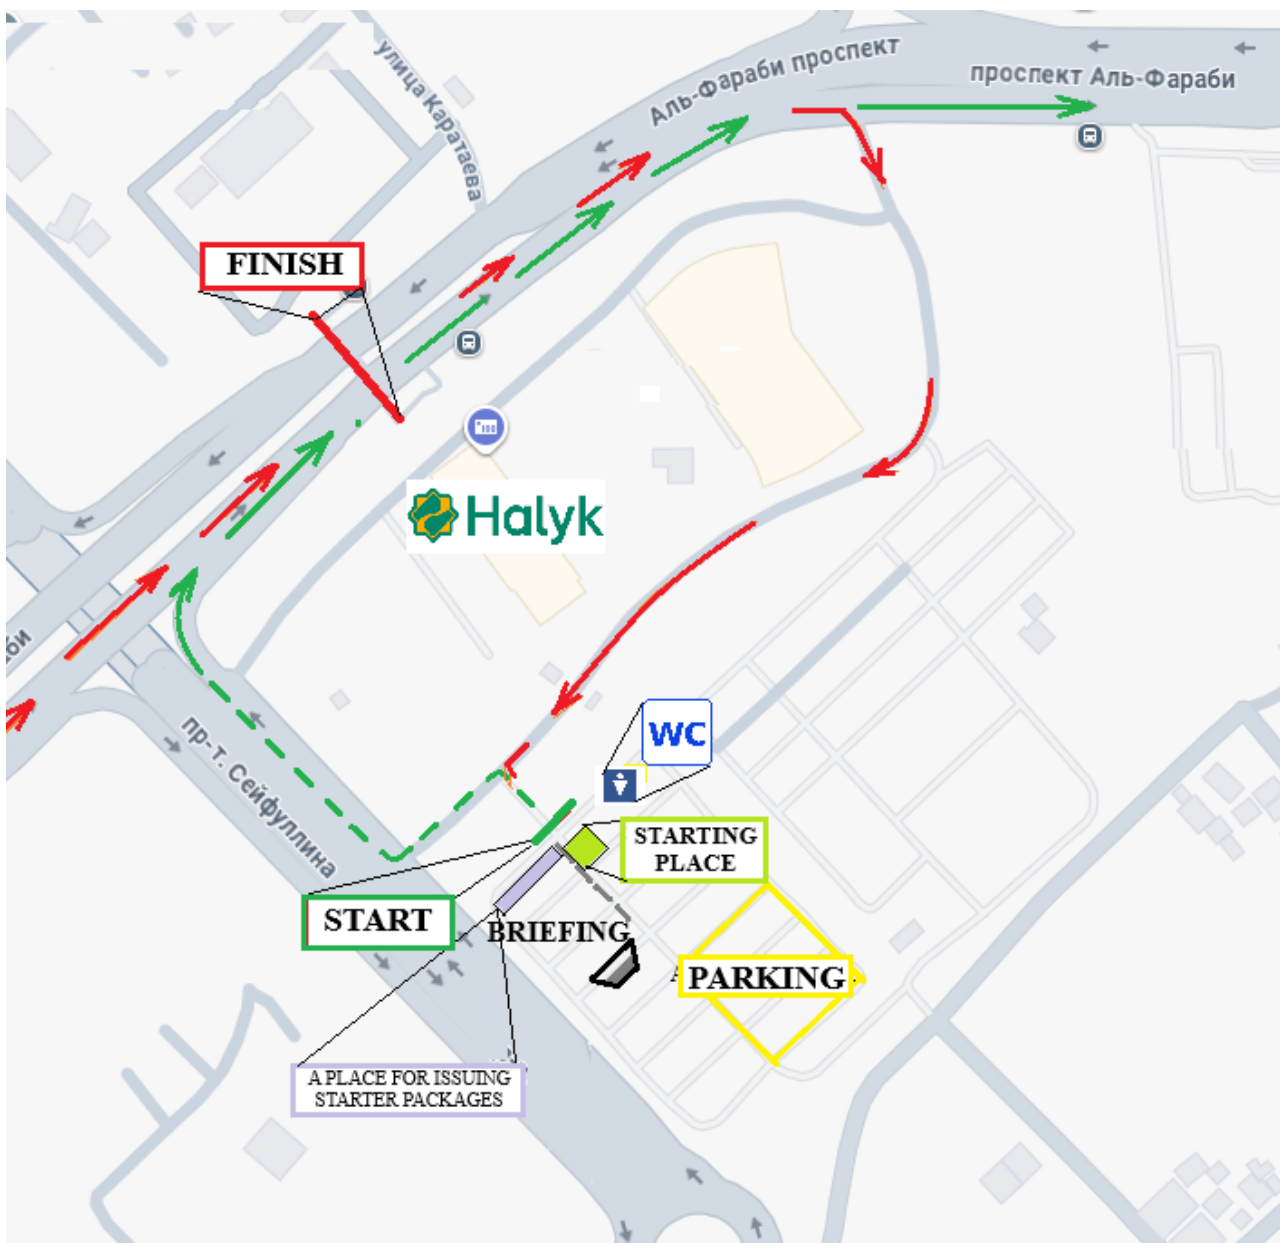 Аль-Фараби проспект
проспект Аль-Фараби
улица Каратаева
FINISH
Halyk
би
WC
пр-т. Сейфуллина
STARTING
PLACE
START
BRIEFING
PARKING
A PLACE FOR ISSUING
STARTER PACKAGES